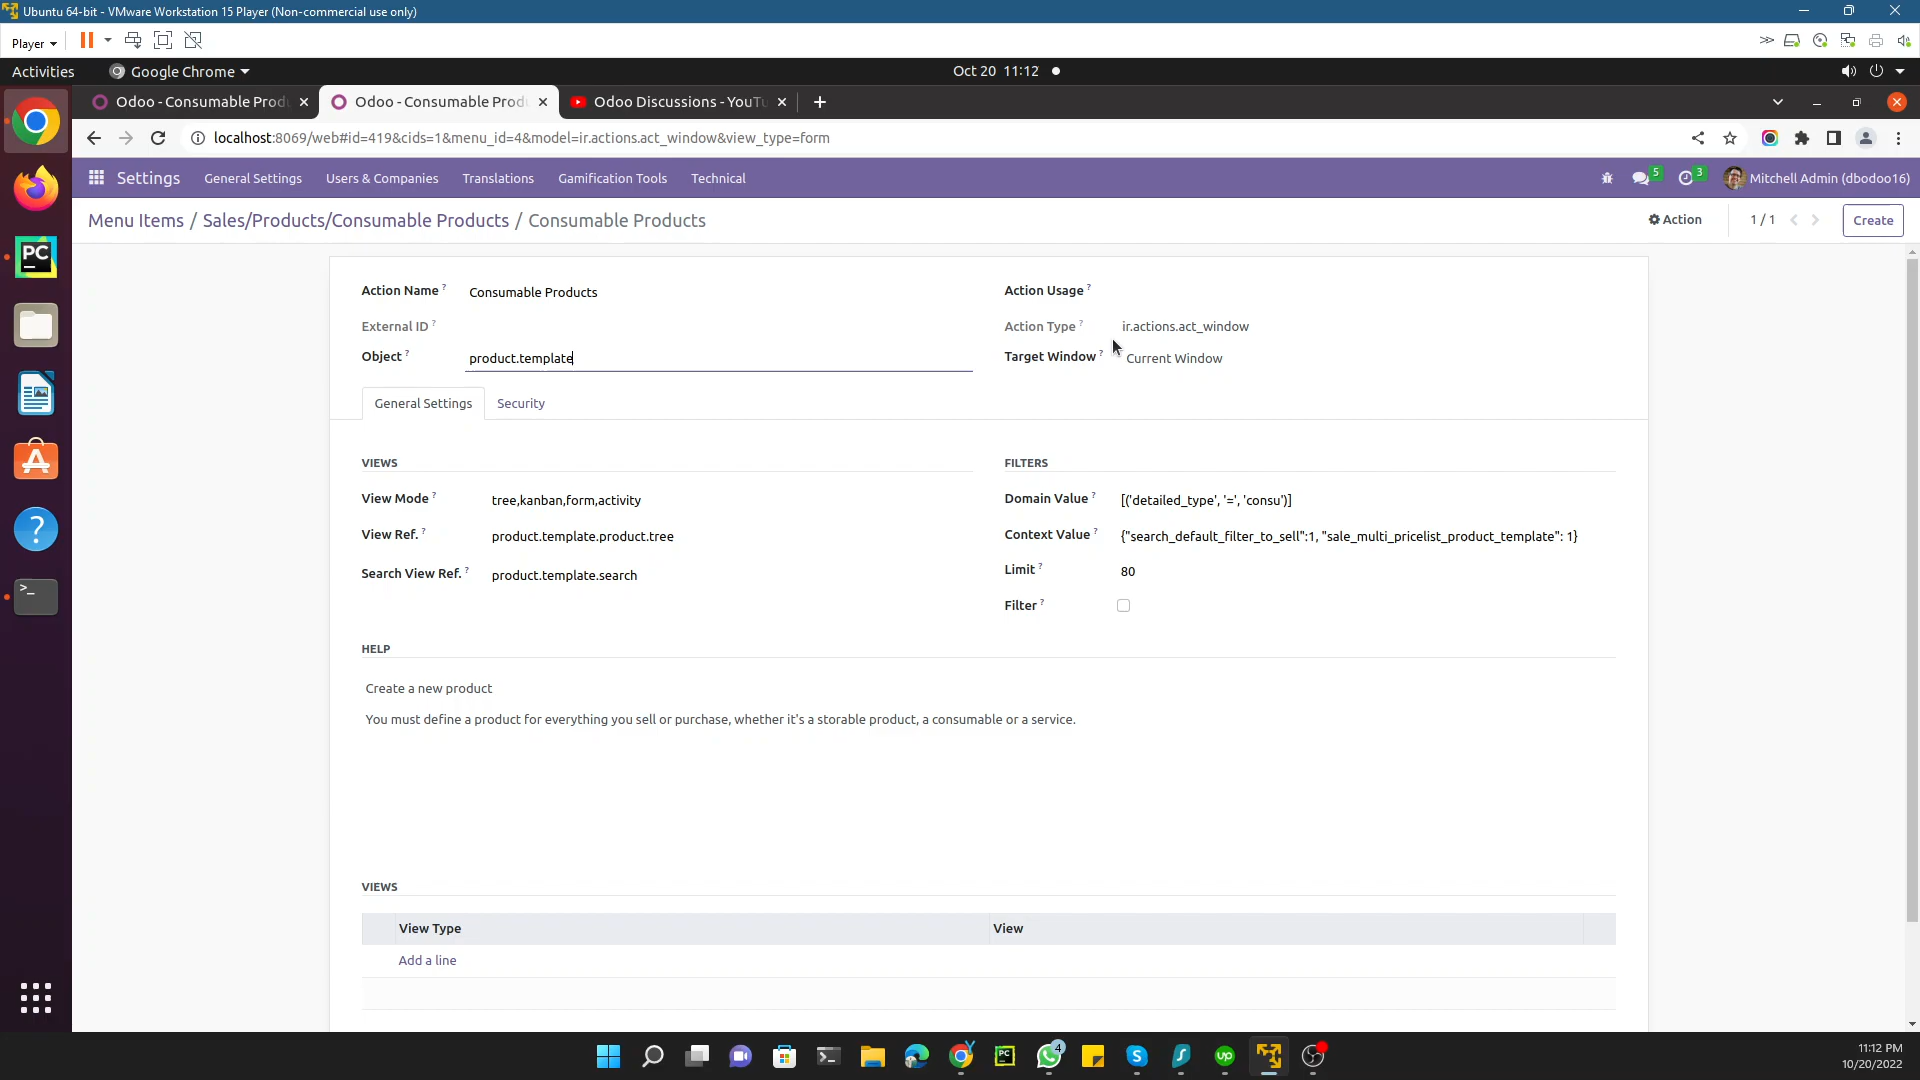 Ubuntu 64-bit - VMware Workstation 15 Player (Non-commercial use only)
Player
Activities
Google Chrome
Oct 20 11:12
Odoo - Consumable Prod
Odoo - Consumable Prod
Odoo Discussions - YouTu
localhost:8069/web#id=419&cids=1&menu_id=4&model=ir.actions.act_window&view_type=form
Settings
General Settings
Users & Companies
Translations
Gamification Tools
Technical
5
3
Mitchell Admin (dbodoo16)
Menu Items / Sales/Products/Consumable Products / Consumable Products
Action
1 / 1
Create
Action Name ?
Consumable Products
Action Usage ?
External ID ?
Action Type ?
ir.actions.act_window
Object ?
product.template
Target Window ?
Current Window
General Settings
Security
VIEWS
FILTERS
View Mode ?
tree,kanban,form,activity
Domain Value ?
[('detailed_type', '=', 'consu')]
View Ref. ?
product.template.product.tree
Context Value ?
{"search_default_filter_to_sell":1, "sale_multi_pricelist_product_template": 1}
Search View Ref. ?
product.template.search
Limit ?
80
Filter ?
HELP
Create a new product
You must define a product for everything you sell or purchase, whether it's a storable product, a consumable or a service.
VIEWS
View Type
View
Add a line
PC
>_
?
PC
4
S
up
11:12 PM
10/20/2022